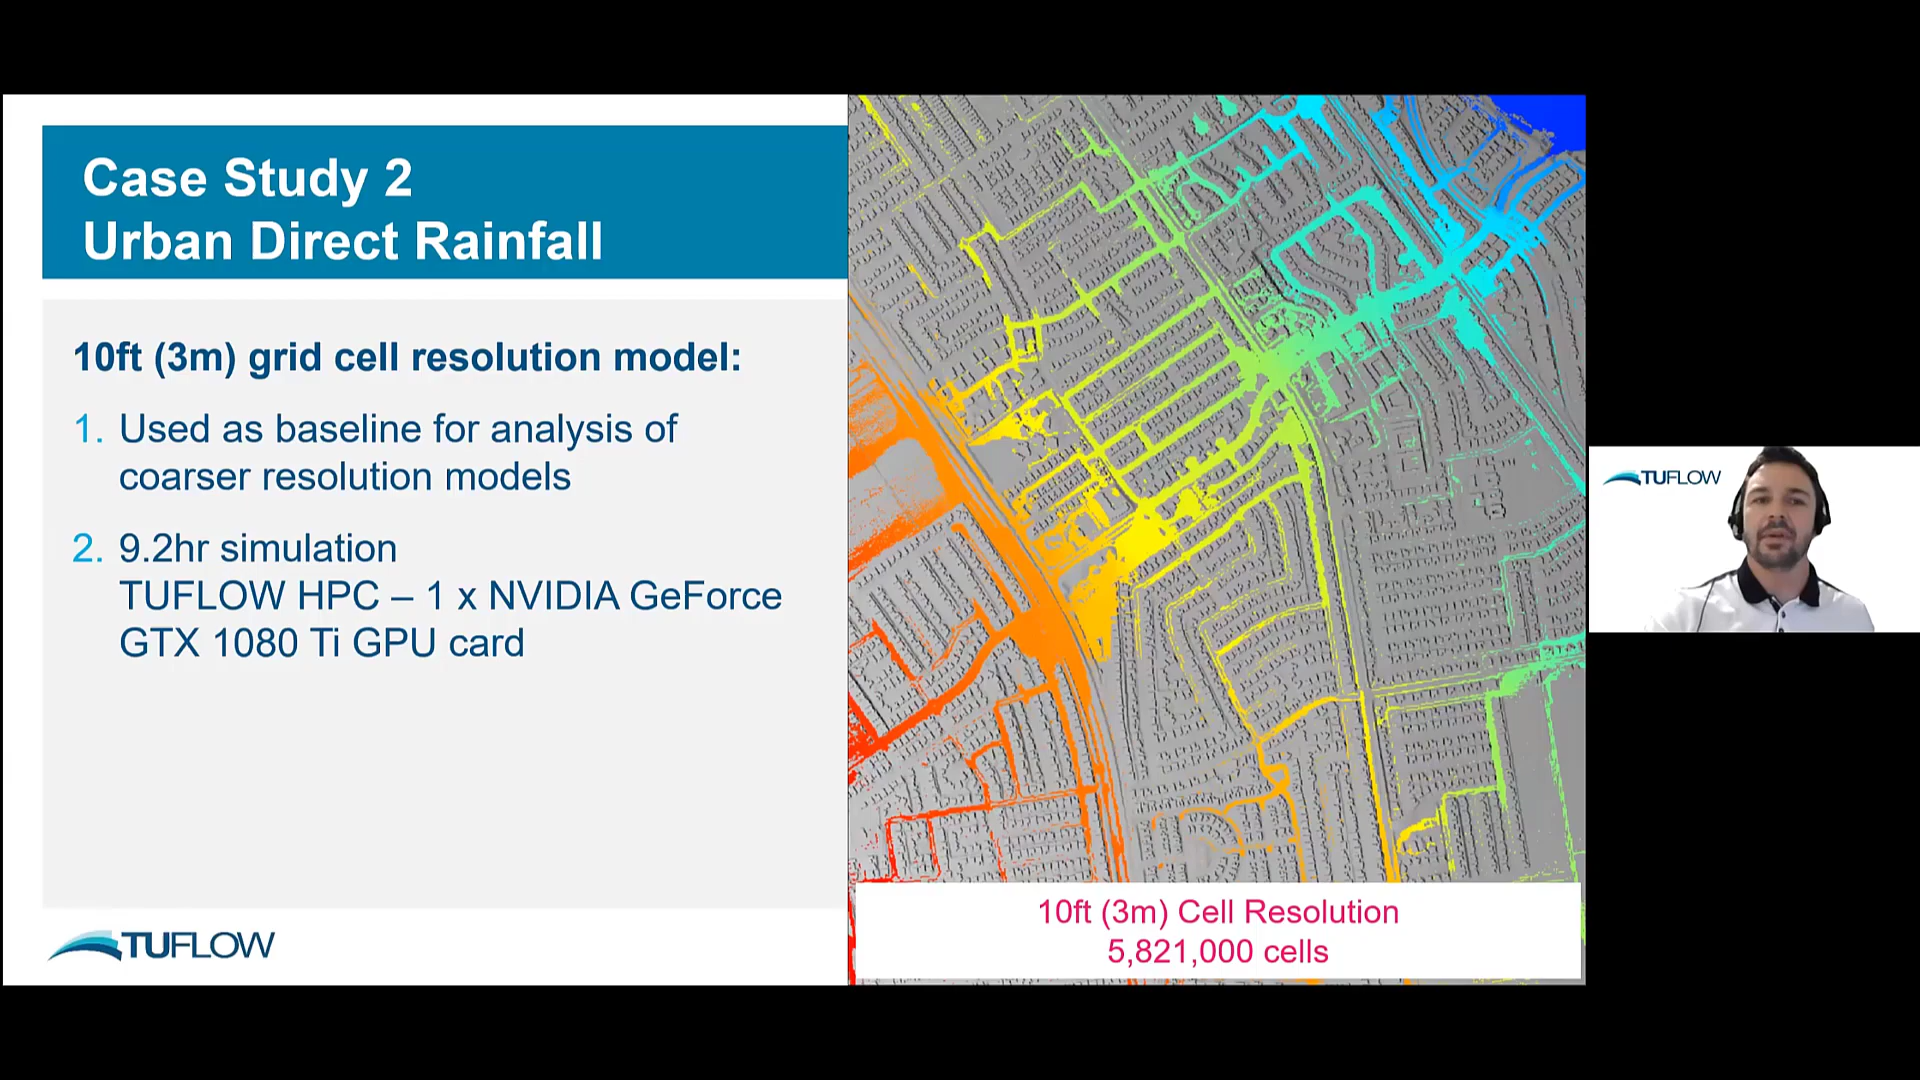 Case Study 2
Urban Direct Rainfall
10ft (3m) grid cell resolution model:
1. Used as baseline for analysis of
coarser resolution models
2. 9.2hr simulation
TUFLOW HPC – 1 x NVIDIA GeForce
GTX 1080 Ti GPU card
TUFLOW
10ft (3m) Cell Resolution
5,821,000 cells
TUFLOW